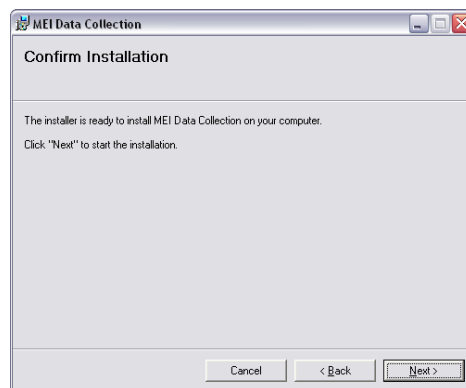 MEI Data Collection
Confirm Installation
The installer is ready to install MEI Data Collection on your computer.
Click "Next" to start the installation.
Cancel
< Back
Next >